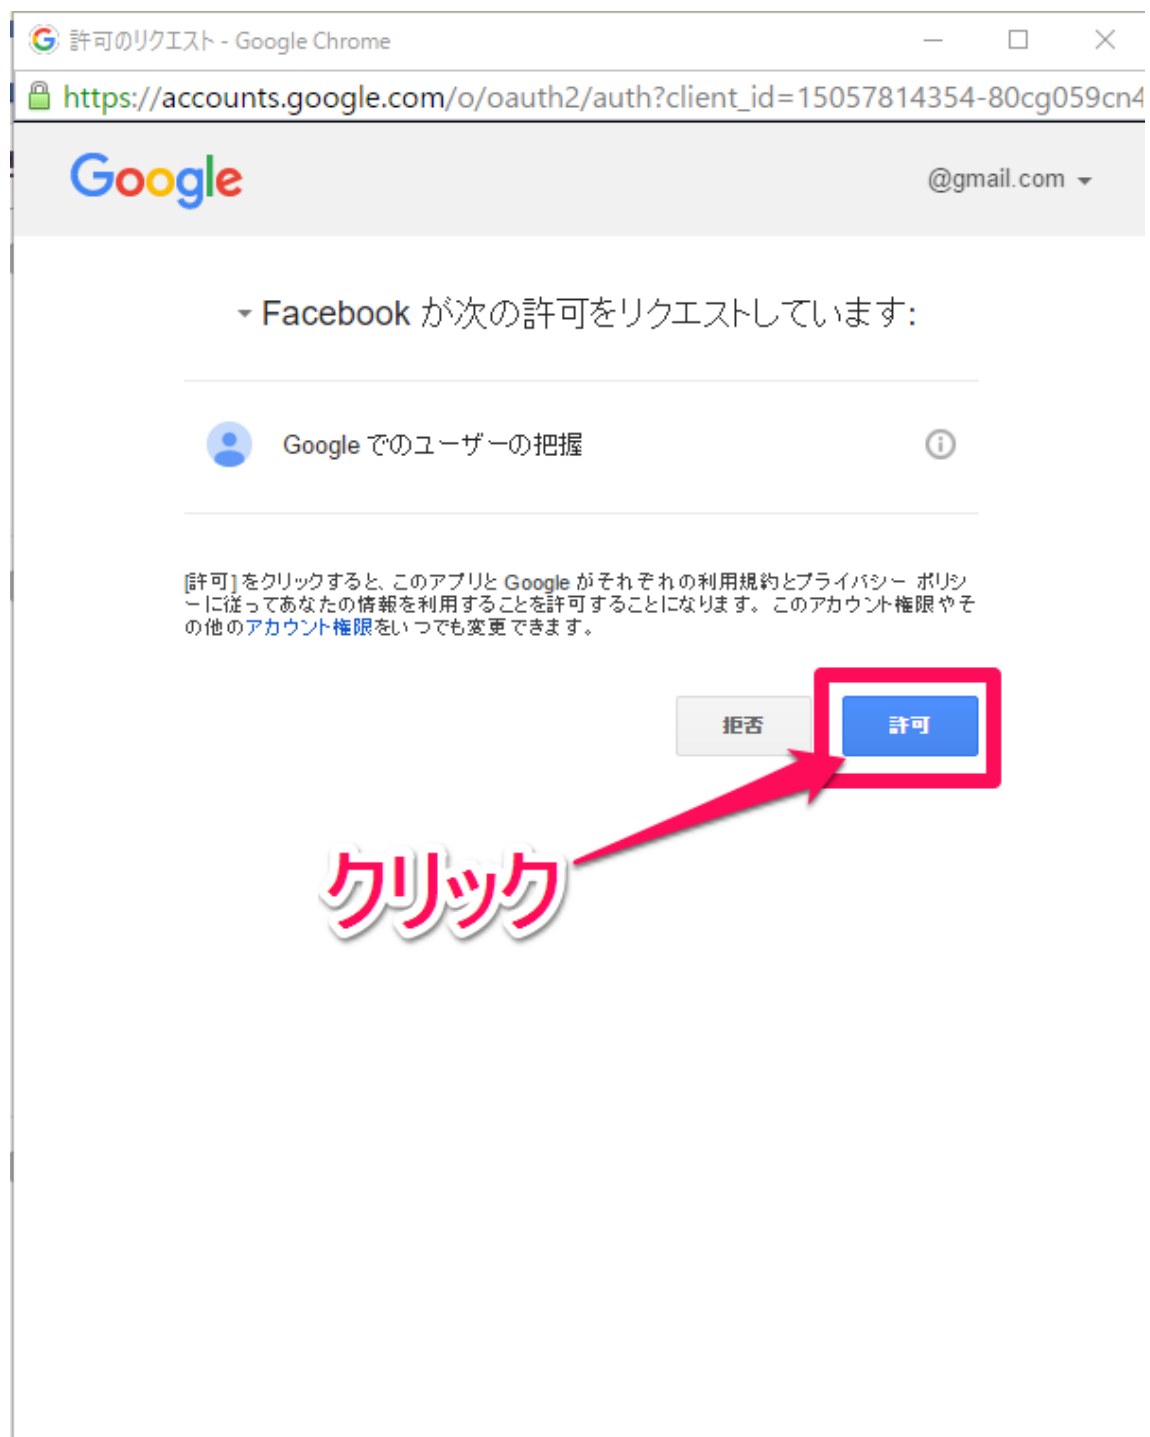 許可のリクエスト - Google Chrome
https://accounts.google.com/o/oauth2/auth?client_id=15057814354-80cg059cn4
Google
@gmail.com
Facebook が次の許可をリクエストしています:
Google でのユーザーの把握
[許可] をクリックすると、このアプリと Google がそれぞれの利用規約とプライバシー ポリシ
ーに従ってあなたの情報を利用することを許可することになります。このアカウント権限やそ
の他のアカウント権限をいつでも変更できます。
拒否
許可
クリック